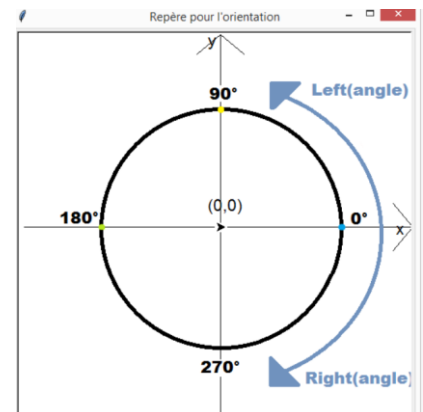 Repère pour l'orientation
y
90°
Left(angle)
(0,0)
180°
0°
x
270°
Right(angle)